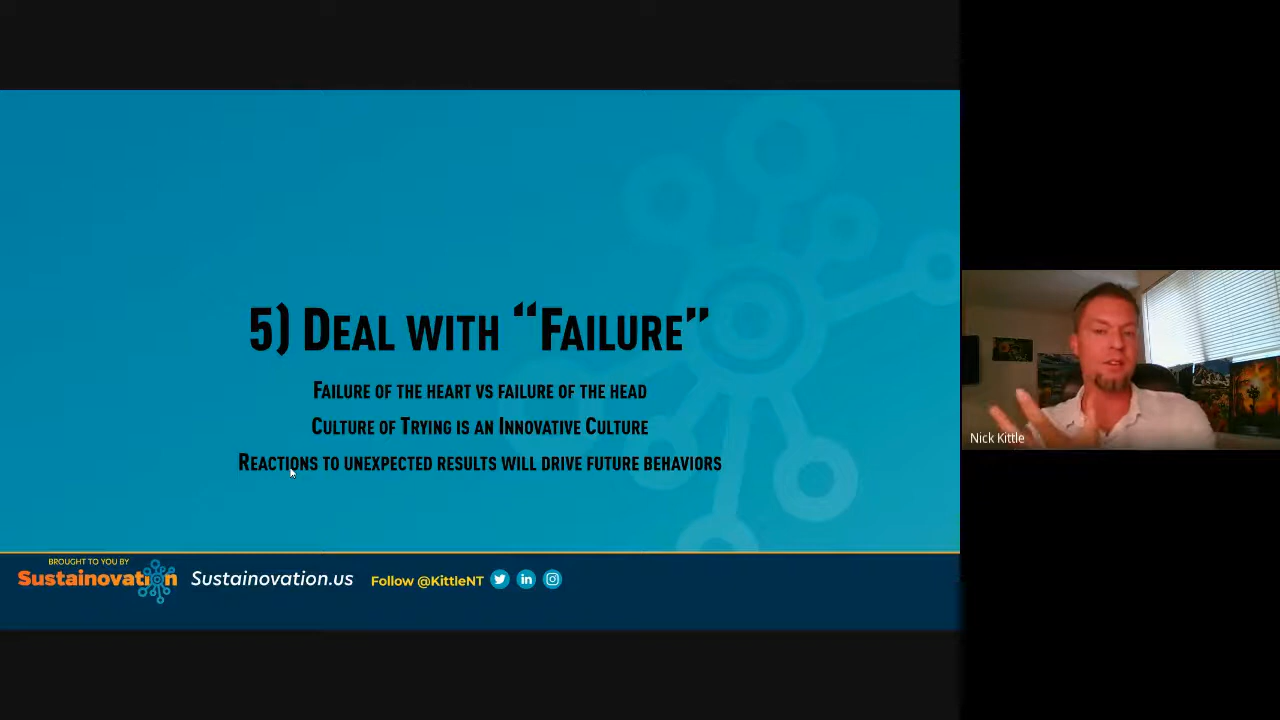 5) Deal with “Failure”
Failure of the heart vs failure of the head
Culture of Trying is an Innovative Culture
Reactions to unexpected results will drive future behaviors
BROUGHT TO YOU BY
Sustainovation
Sustainovation.us
Follow @KittleNT
Nick Kittle